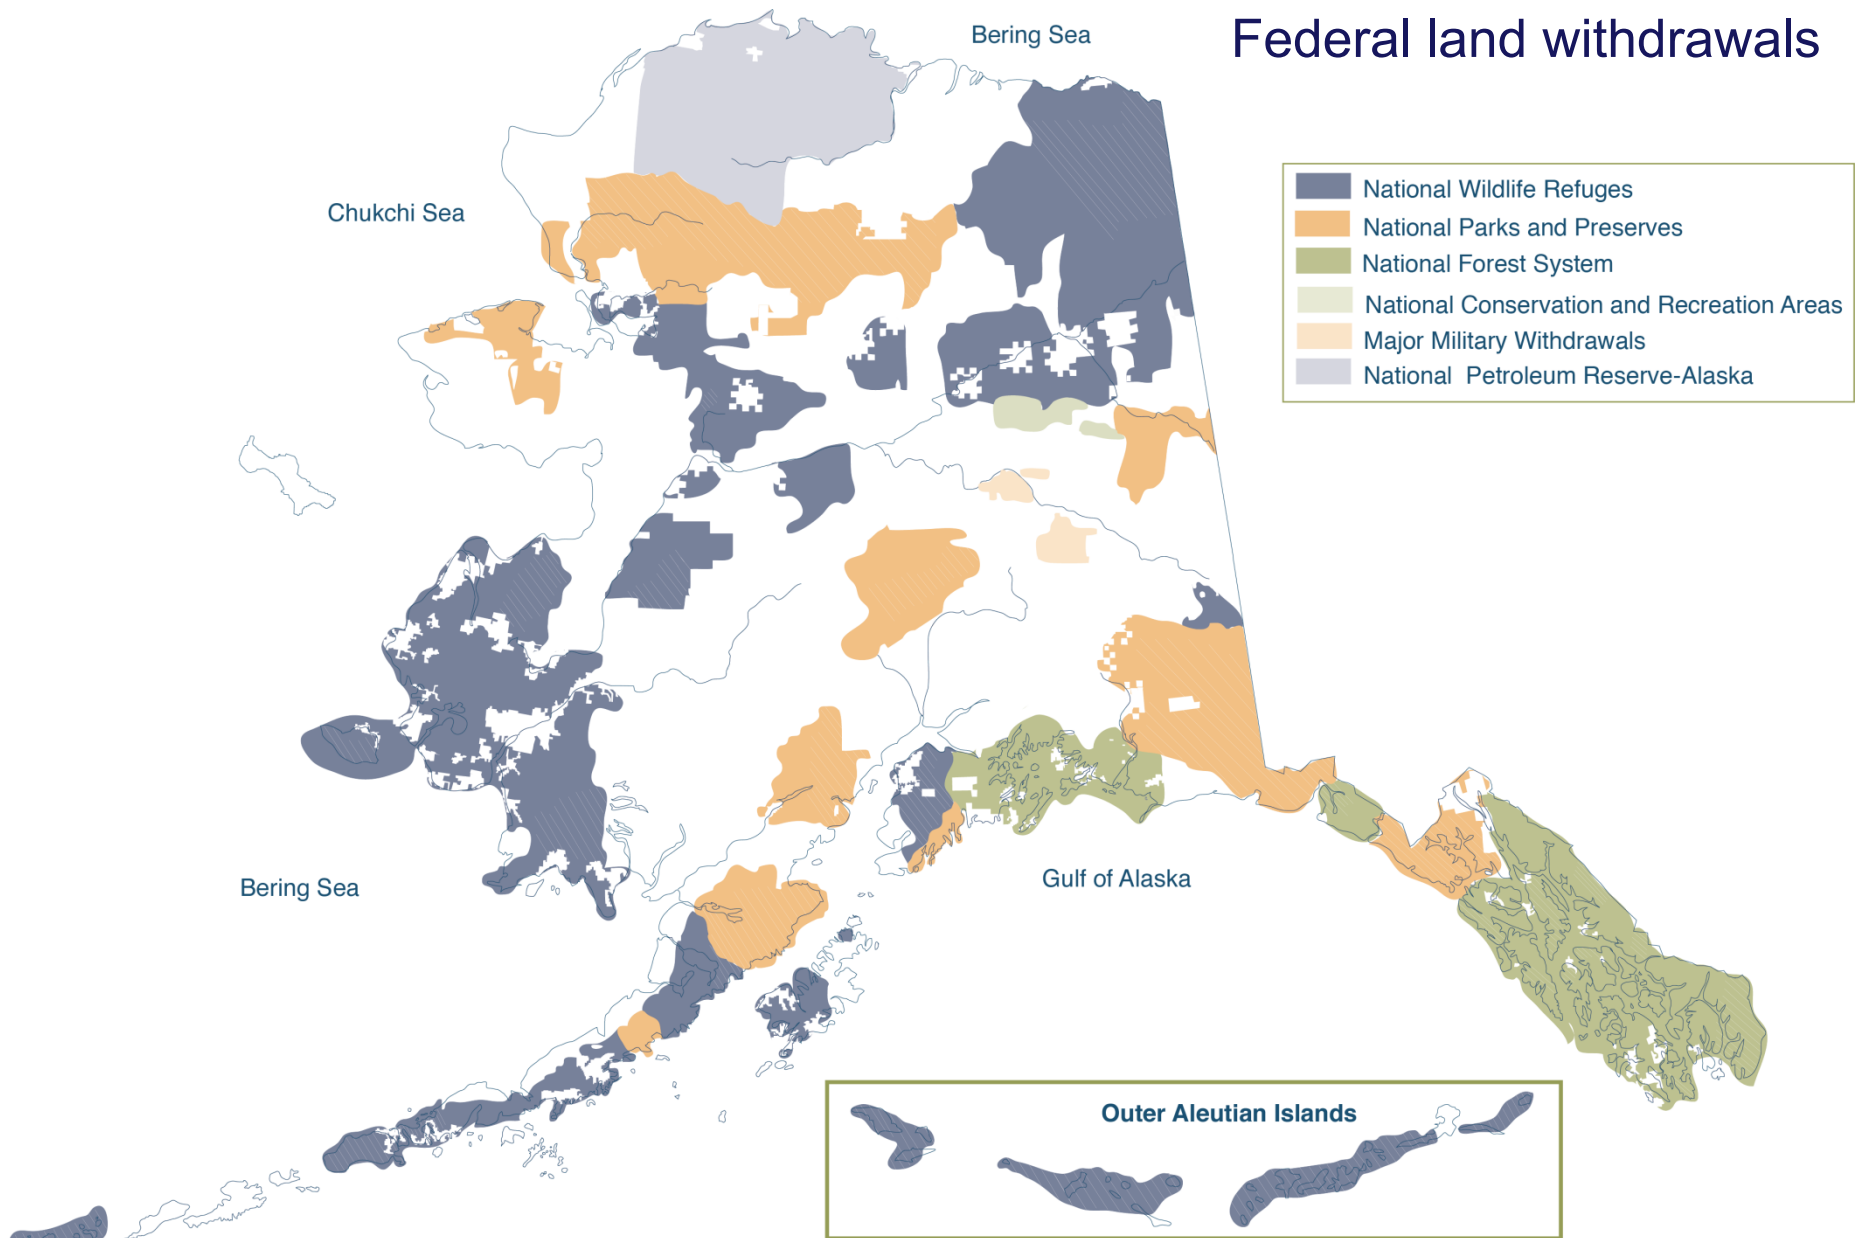 Federal land withdrawals
Bering Sea
Chukchi Sea
National Wildlife Refuges
National Parks and Preserves
National Forest System
National Conservation and Recreation Areas
Major Military Withdrawals
National Petroleum Reserve-Alaska
Bering Sea
Gulf of Alaska
Outer Aleutian Islands